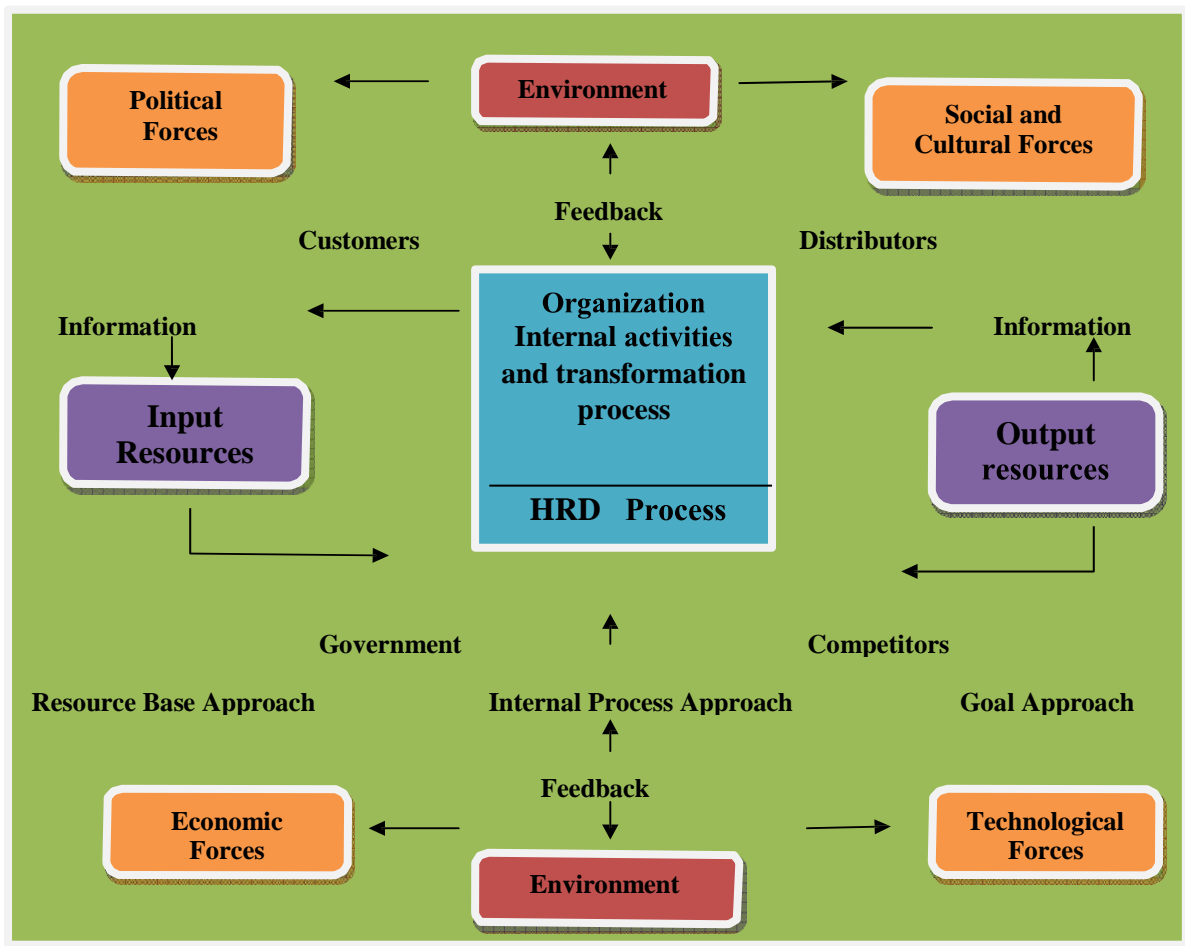 Political
Forces
Environment
Social and
Cultural Forces
Feedback
Customers
Distributors
Organization
Internal activities
and transformation
process
HRD Process
Information
Information
Input
Resources
Output
resources
Government
Competitors
Resource Base Approach
Internal Process Approach
Goal Approach
Feedback
Economic
Forces
Technological
Forces
Environment